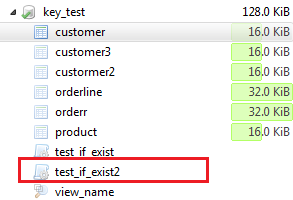 key_test 128.0 KiB
customer 16.0 KiB
customer3 16.0 KiB
custormer2 16.0 KiB
orderline 32.0 KiB
orderr 32.0 KiB
product 16.0 KiB
test_if_exist
test_if_exist2
view_name